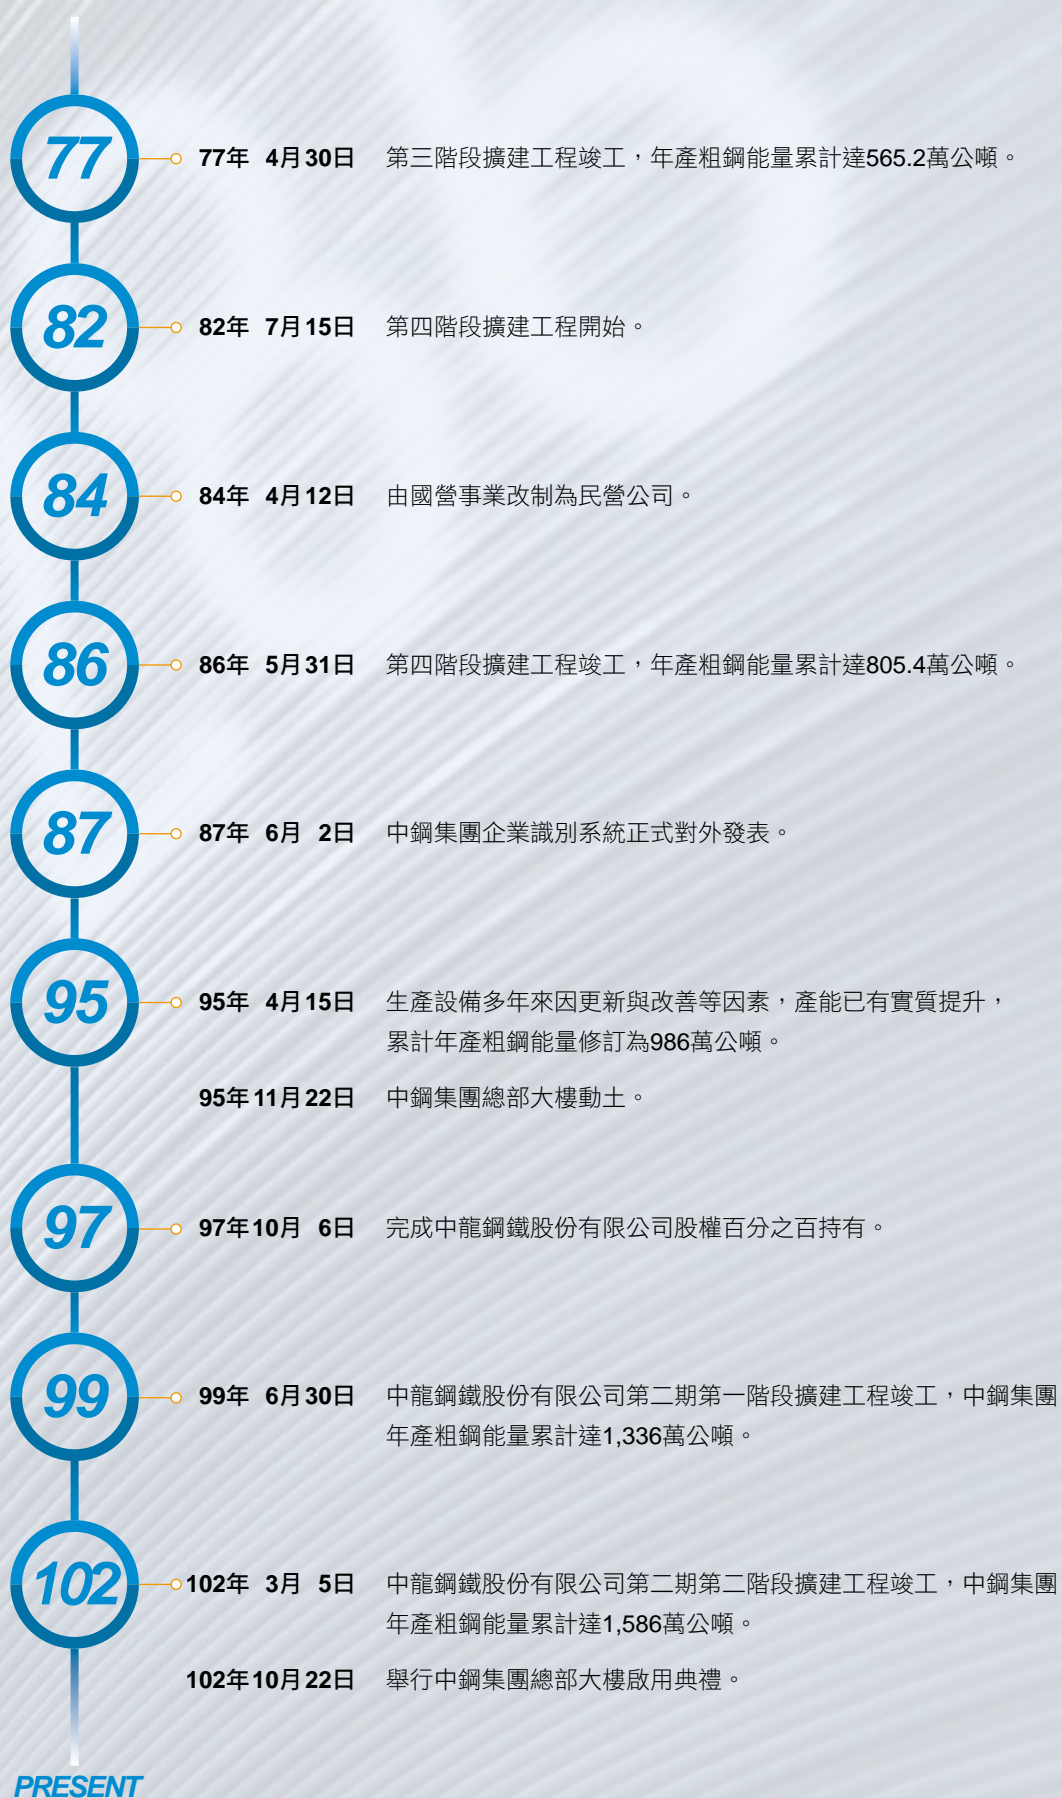 77
77年 4月30日 第三階段擴建工程竣工，年產粗鋼能量累計達565.2萬公噸。
82
82年 7月15日 第四階段擴建工程開始。
84
84年 4月12日 由國營事業改制為民營公司。
86
86年 5月31日 第四階段擴建工程竣工，年產粗鋼能量累計達805.4萬公噸。
87
87年 6月 2日 中鋼集團企業識別系統正式對外發表。
95
95年 4月15日 生產設備多年來因更新與改善等因素，產能已有實質提升，
累計年產粗鋼能量修訂為986萬公噸。
95年11月22日 中鋼集團總部大樓動土。
97
97年10月 6日 完成中龍鋼鐵股份有限公司股權百分之百持有。
99
99年 6月30日 中龍鋼鐵股份有限公司第二期第一階段擴建工程竣工，中鋼集團
年產粗鋼能量累計達1,336萬公噸。
102
102年 3月 5日 中龍鋼鐵股份有限公司第二期第二階段擴建工程竣工，中鋼集團
年產粗鋼能量累計達1,586萬公噸。
102年10月22日 舉行中鋼集團總部大樓啟用典禮。
PRESENT